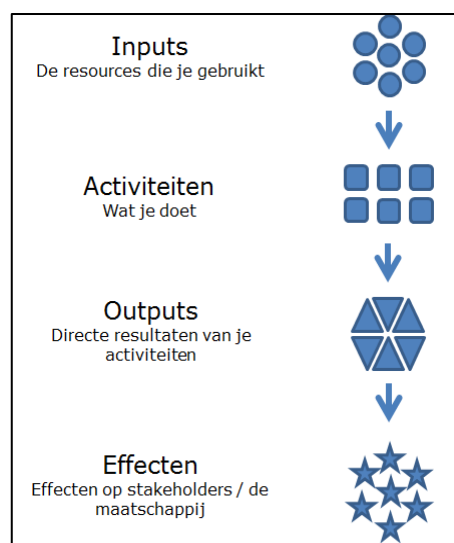 Inputs
De resources die je gebruikt
Activiteiten
Wat je doet
Outputs
Directe resultaten van je
activiteiten
Effecten
Effecten op stakeholders / de
maatschappij